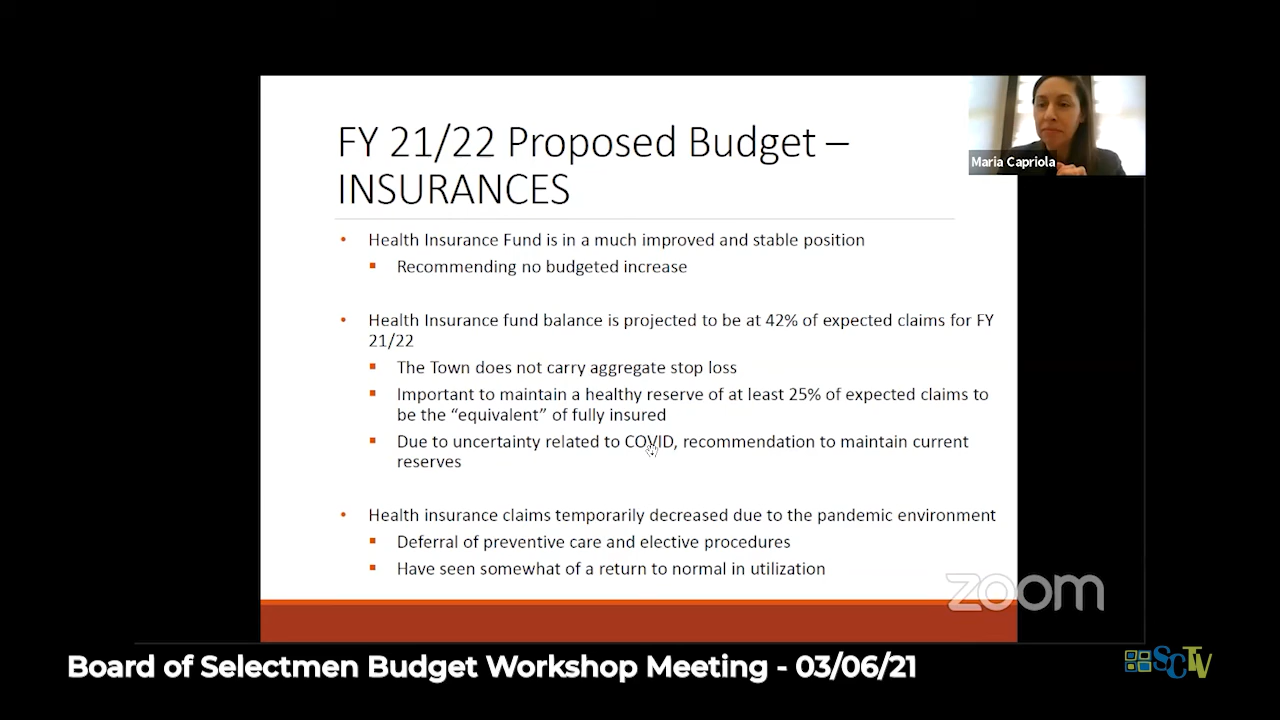 FY 21/22 Proposed Budget –
INSURANCES
Maria Capriola
• Health Insurance Fund is in a much improved and stable position
▪ Recommending no budgeted increase
• Health Insurance fund balance is projected to be at 42% of expected claims for FY
21/22
▪ The Town does not carry aggregate stop loss
▪ Important to maintain a healthy reserve of at least 25% of expected claims to
be the “equivalent” of fully insured
▪ Due to uncertainty related to COVID, recommendation to maintain current
reserves
• Health insurance claims temporarily decreased due to the pandemic environment
▪ Deferral of preventive care and elective procedures
▪ Have seen somewhat of a return to normal in utilization
zoom
Board of Selectmen Budget Workshop Meeting - 03/06/21
SCTV